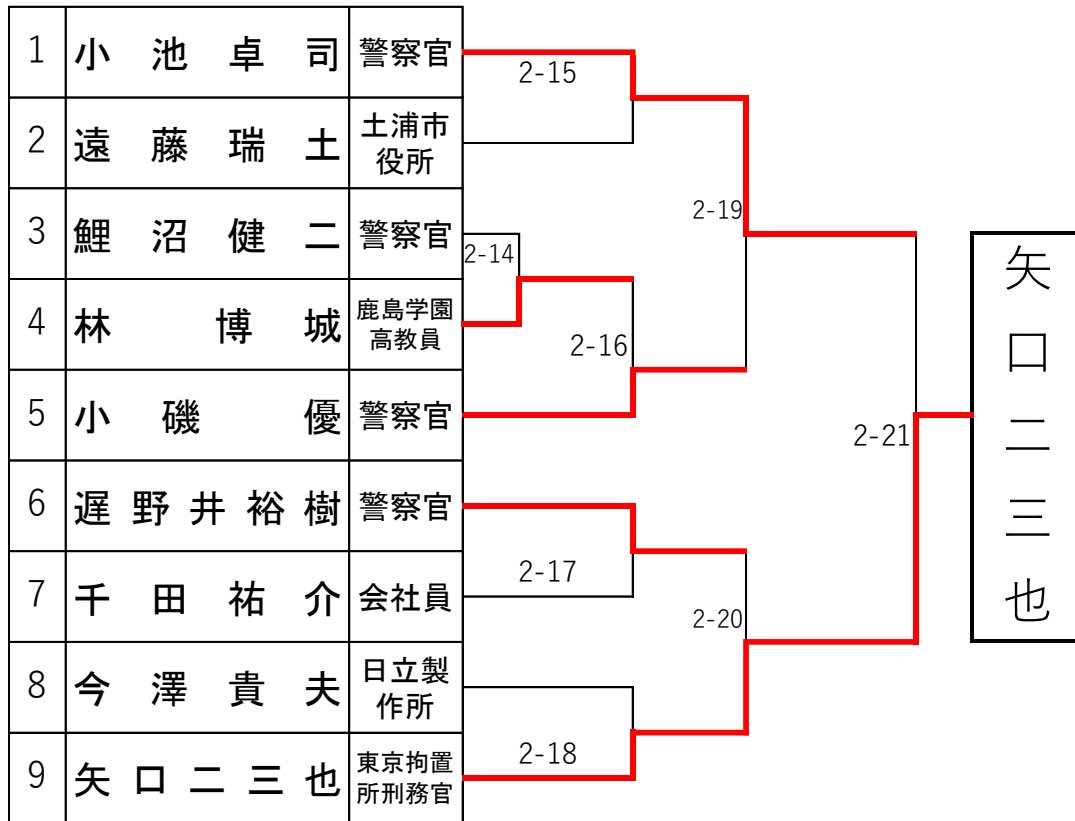 1 小池卓司 警察官
2 遠藤瑞土 土浦市
役所
3 鯉沼健二 警察官
4 林博城 鹿島学園
高教員
5 小磯優 警察官
6 遅野井裕樹 警察官
7 千田祐介 会社員
8 今澤貴夫 日立製
作所
9 矢口二三也 東京拘置
所刑務官
2-15
2-14
2-16
2-17
2-18
2-19
2-20
2-21
矢口二三也